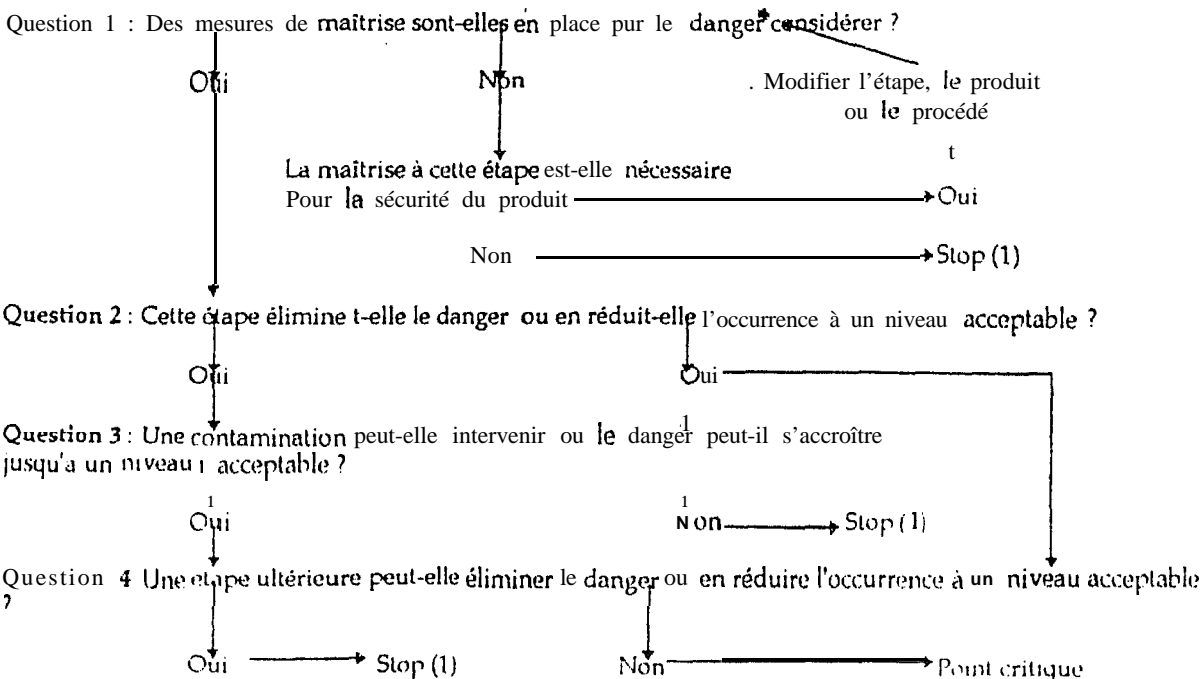 Question 1 : Des mesures de maîtrise sont-elles en place pur le danger considérer ?
Oui Non . Modifier l'étape, le produit
ou le procédé
t
La maîtrise à cette étape est-elle nécessaire
Pour la sécurité du produit Oui
Non Stop (1)
Question 2 : Cette étape élimine t-elle le danger ou en réduit-elle l'occurrence à un niveau acceptable ?
Oui Oui
Question 3 : Une contamination peut-elle intervenir ou le danger peut-il s'accroître
1
jusqu'a un niveau acceptable ?
1 1
Oui Non Stop (1)
Question 4 Une etape ultérieure peut-elle éliminer le danger ou en réduire l'occurrence à un niveau acceptable
?
Oui Stop (1) Non Point critique